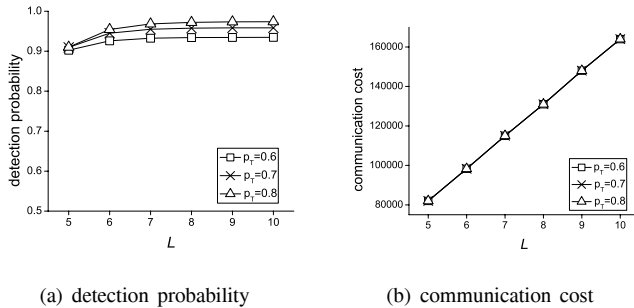 1.0
0.9
0.8
0.7
0.6
0.5
detection probability
5 6 7 8 9 10
L
p_T=0.6
p_T=0.7
p_T=0.8
160000
140000
120000
100000
80000
communication cost
5 6 7 8 9 10
L
p_T=0.6
p_T=0.7
p_T=0.8
(a) detection probability
(b) communication cost